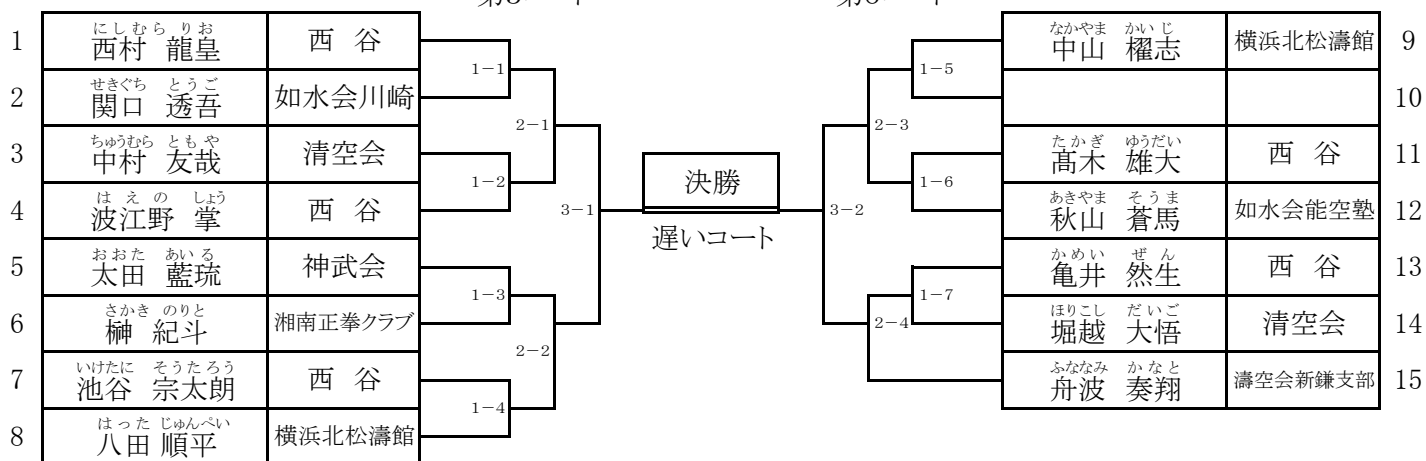 1 にしむら りお 西村 龍皇 西 谷
2 せきぐち とうご 関口 透吾 如水会川崎
3 ちゅうむら ともや 中村 友哉 清空会
4 はえの しょう 波江野 掌 西 谷
5 おおた あいる 太田 藍琉 神武会
6 さかき のりと 榊 紀斗 湘南正拳クラブ
7 いけたに そうたろう 池谷 宗太朗 西 谷
8 はった じゅんぺい 八田 順平 横浜北松濤館
1-1
1-2
1-3
1-4
2-1
2-2
3-1
決勝
遅いコート
3-2
2-3
2-4
1-5
1-6
1-7
なかやま かいじ 中山 櫂志 横浜北松濤館 9
10
たかぎ ゆうだい 髙木 雄大 西 谷 11
あきやま そうま 秋山 蒼馬 如水会能空塾 12
かめい ぜん 亀井 然生 西 谷 13
ほりこし だいご 堀越 大悟 清空会 14
ふななみ かなと 舟波 奏翔 濤空会新鎌支部 15